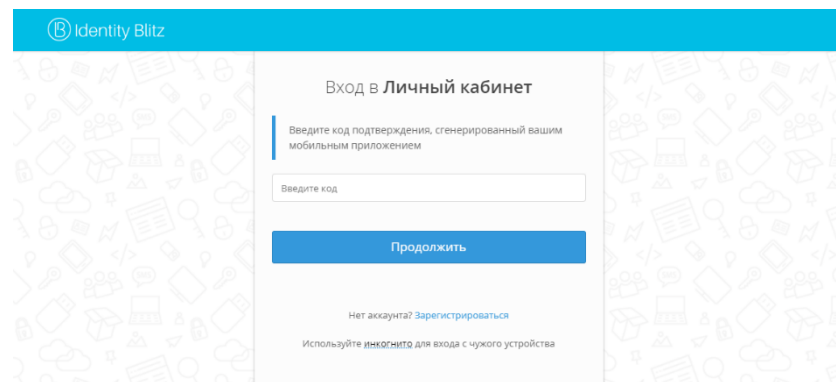 Identity Blitz
Вход в Личный кабинет
Введите код подтверждения, сгенерированный вашим
мобильным приложением
Введите код
Продолжить
Нет аккаунта? Зарегистрироваться
Используйте инкогнито для входа с чужого устройства